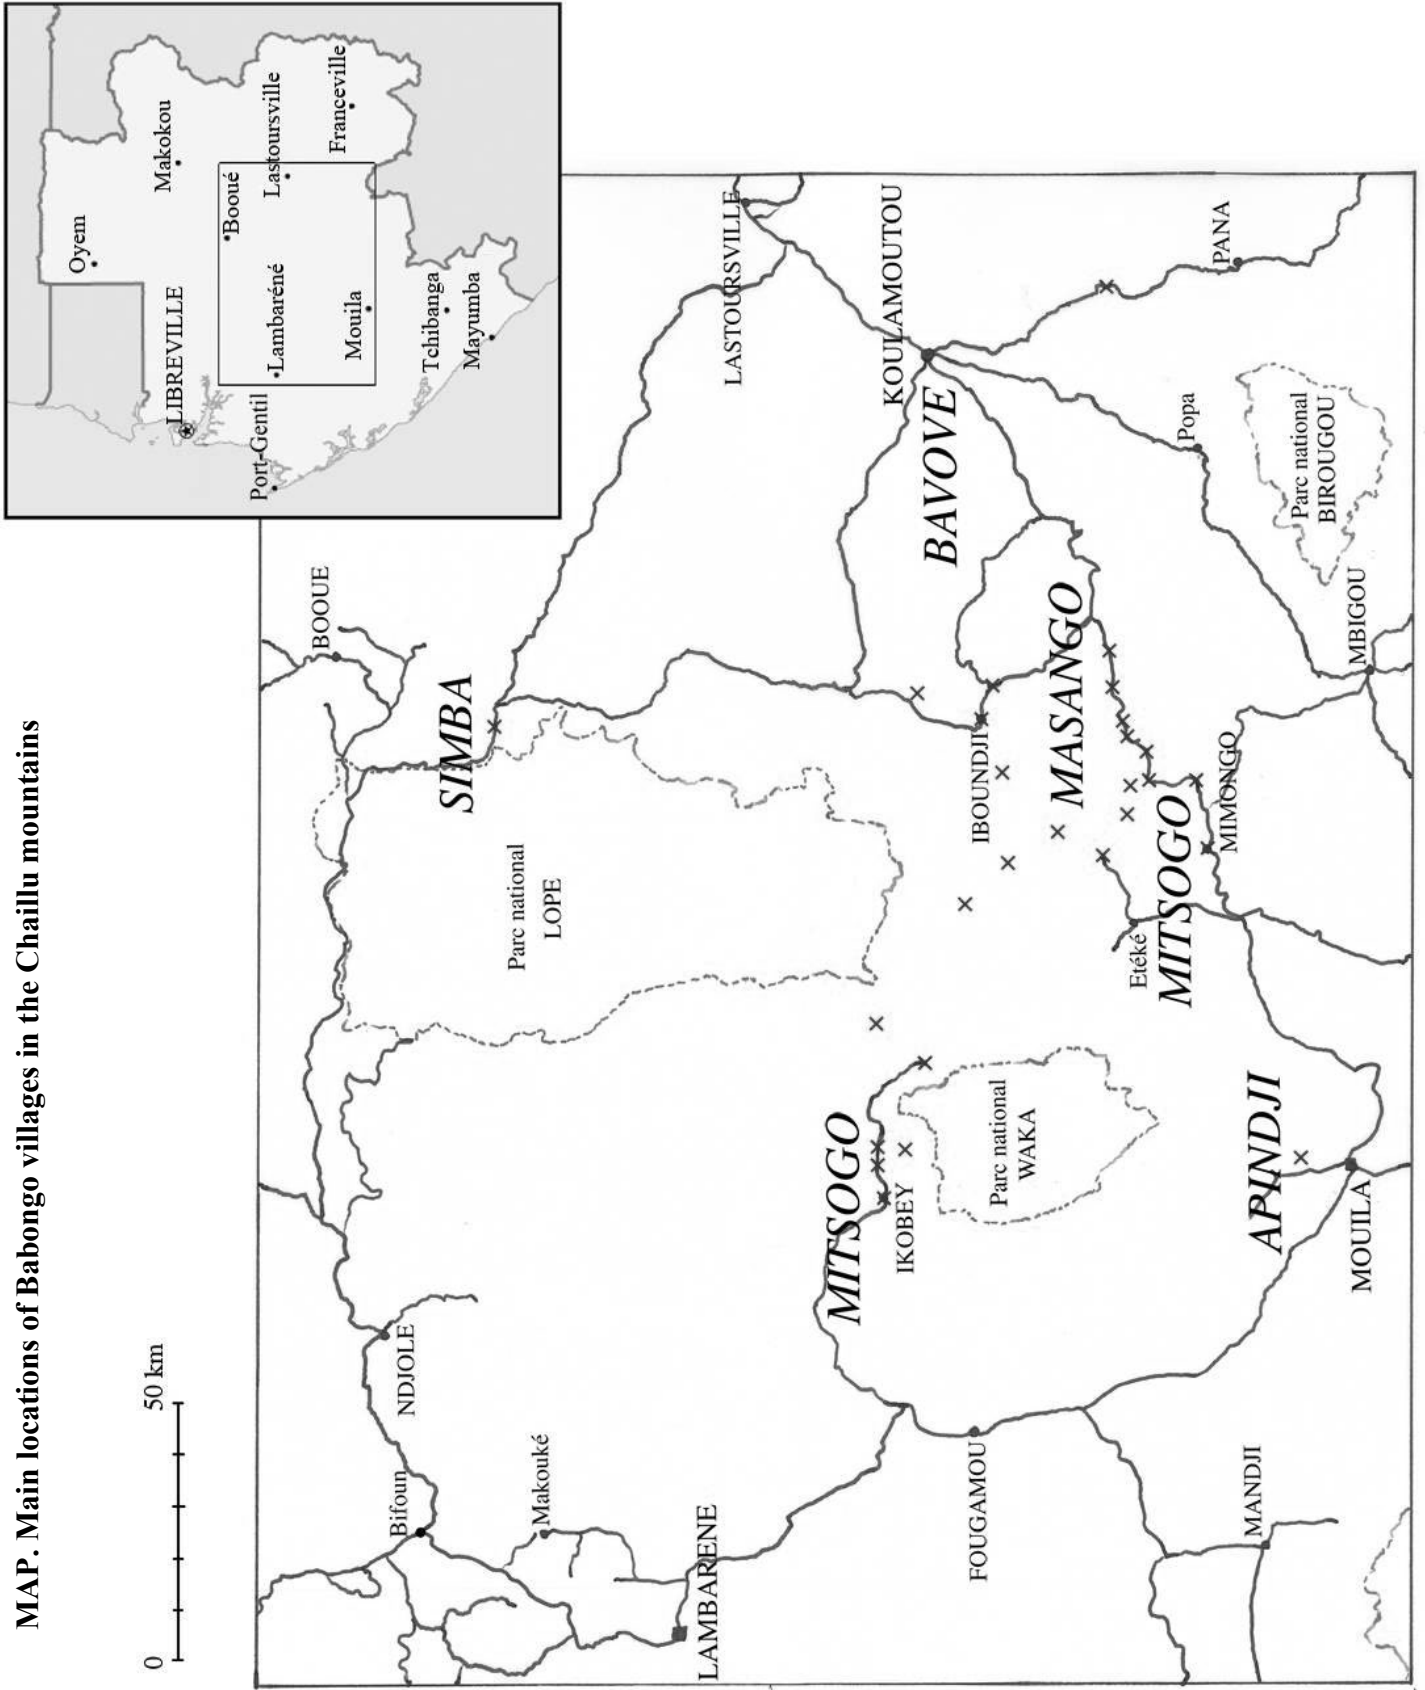 MAP. Main locations of Babongo villages in the Chaillu mountains
0
50 km
Oyem
Makokou
LIBREVILLE
Booué
Port-Gentil
Lambaréné
Lastoursville
Franceville
Mouila
Tchibanga
Mayumba
BOOUE
Bifoun
NDJOLE
SIMBA
Makouké
Parc national
LOPE
LAMBARENE
LASTOURSVILLE
MITSOGO
KOULAMOUTOU
IKOBEY
BAVOVE
FOUGAMOU
IBOUNDJI
Parc national
WAKA
MASANGO
Etéké
MITSOGO
Popa
PANA
MIMONGO
MANDJI
APINDJI
Parc national
BIROUGOU
MOUILA
MBIGOU